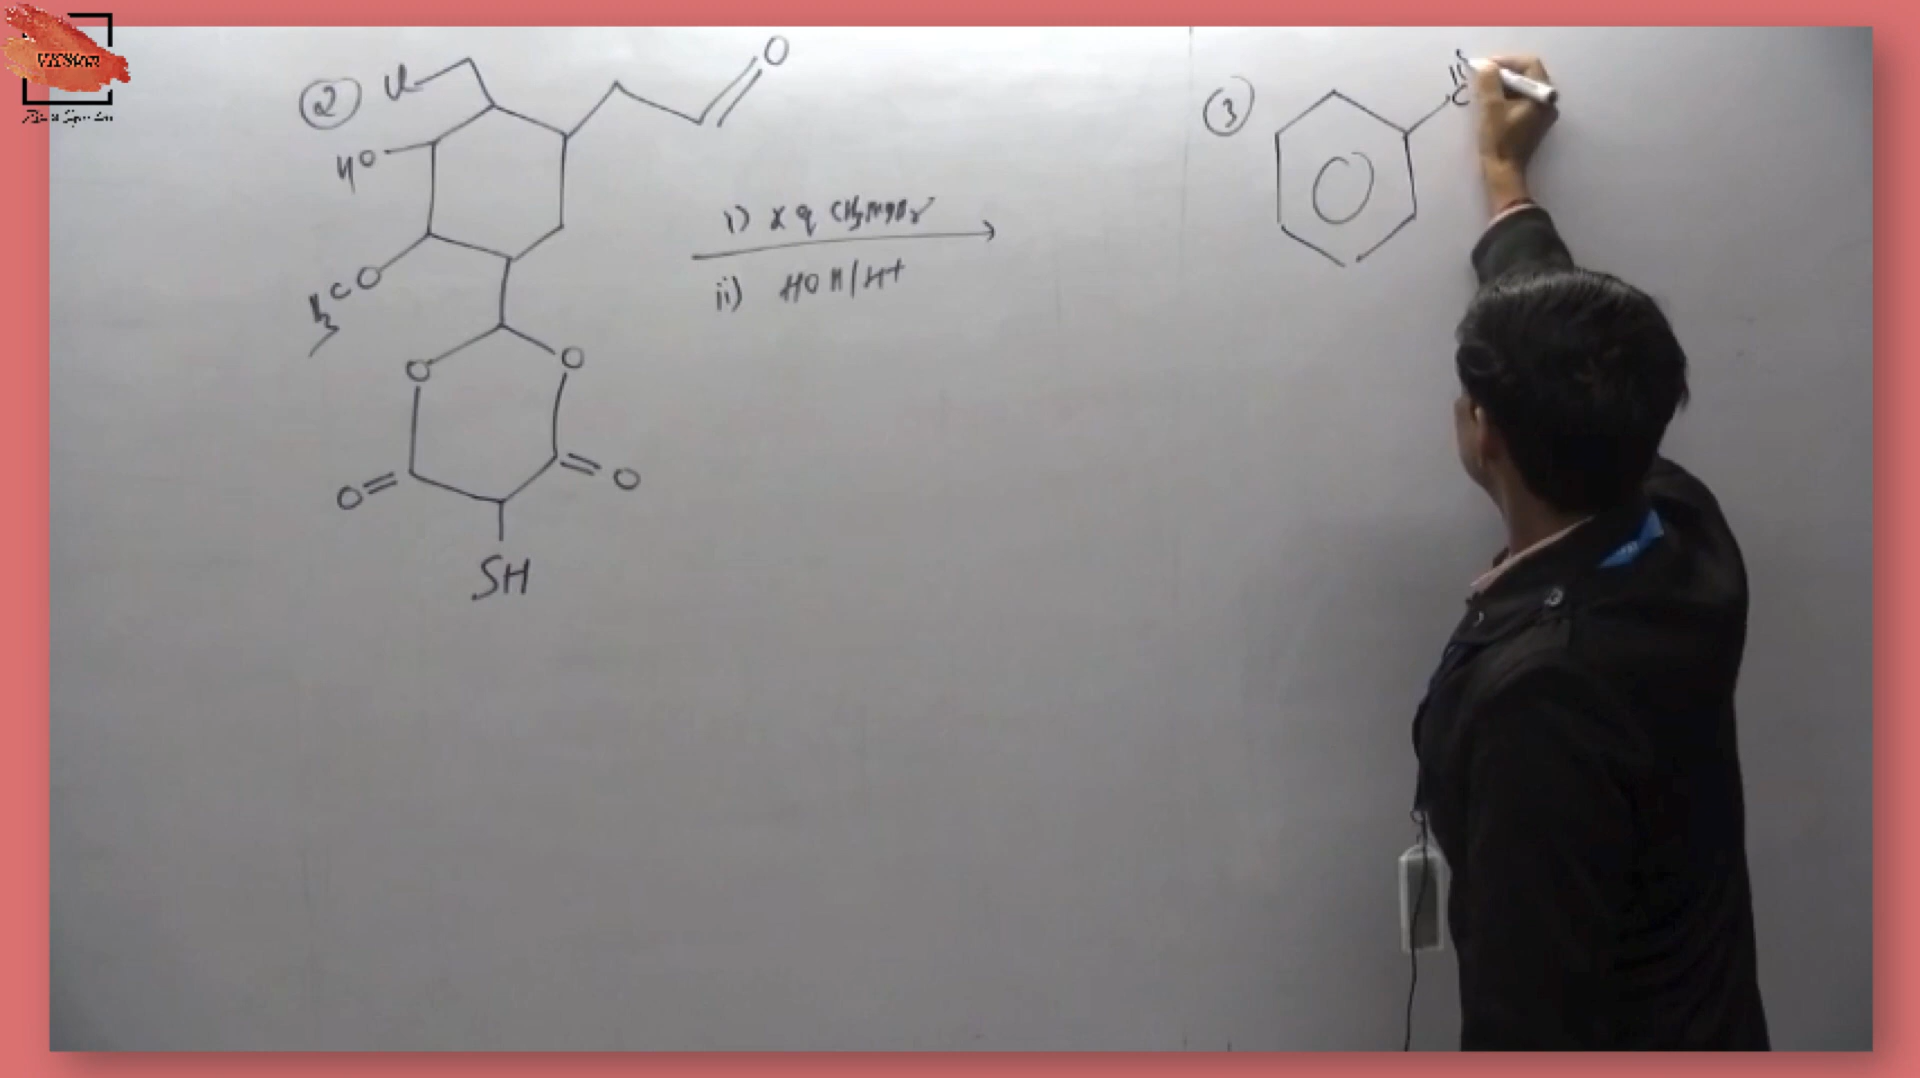 ②
Cl
O
HO
H3CO
O
O
O
O
SH
i) x eq CH3MgBr
ii) HOH/H+
③
C